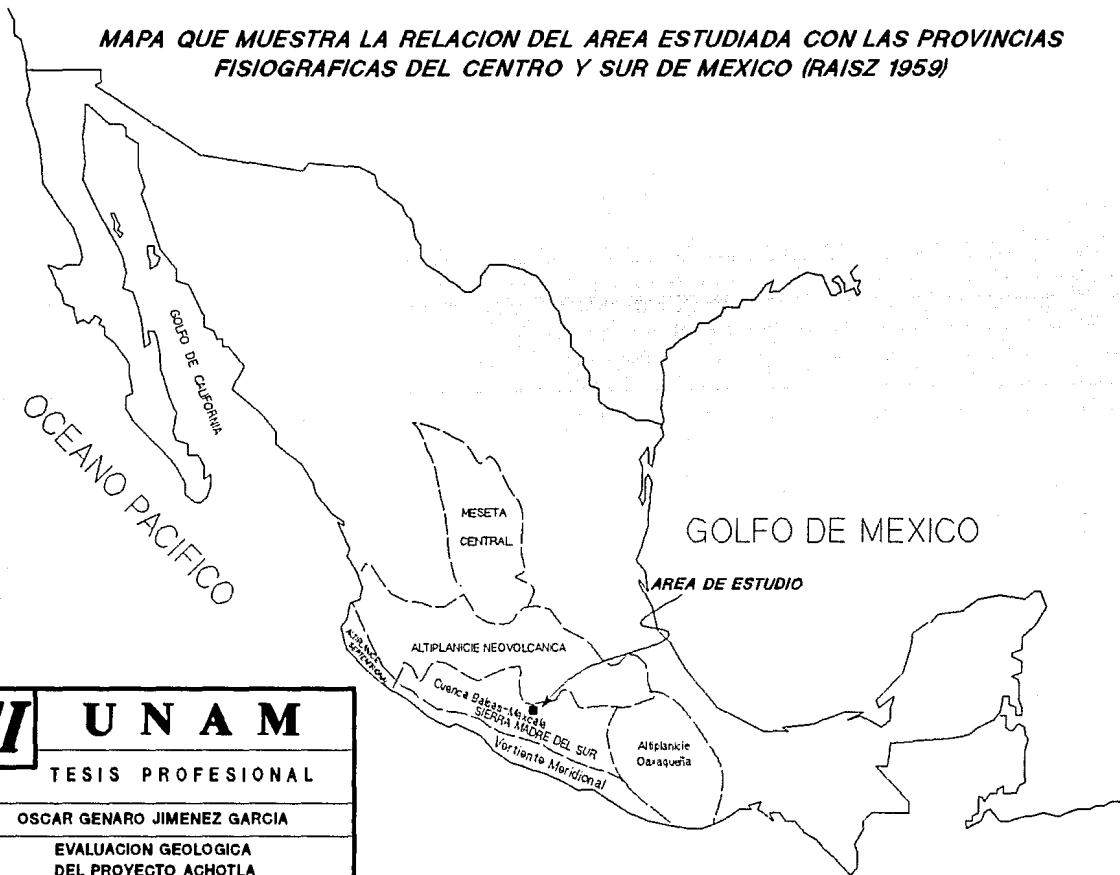 MAPA QUE MUESTRA LA RELACION DEL AREA ESTUDIADA CON LAS PROVINCIAS
FISIOGRAFICAS DEL CENTRO Y SUR DE MEXICO (RAISZ 1959)
GOLFO DE CALIFORNIA
OCEANO PACIFICO
MESETA
CENTRAL
GOLFO DE MEXICO
AREA DE ESTUDIO
ALTIPLANICIE NEOVOLCANICA
ALTIPLANICIE
SEPTENTRIONAL
Cuenca Balsas-Mexcala
SIERRA MADRE DEL SUR
Vertiente Meridional
Altiplanicie
Oaxaqueña
UNAM
TESIS PROFESIONAL
OSCAR GENARO JIMENEZ GARCIA
EVALUACION GEOLOGICA
DEL PROYECTO ACHOTLA